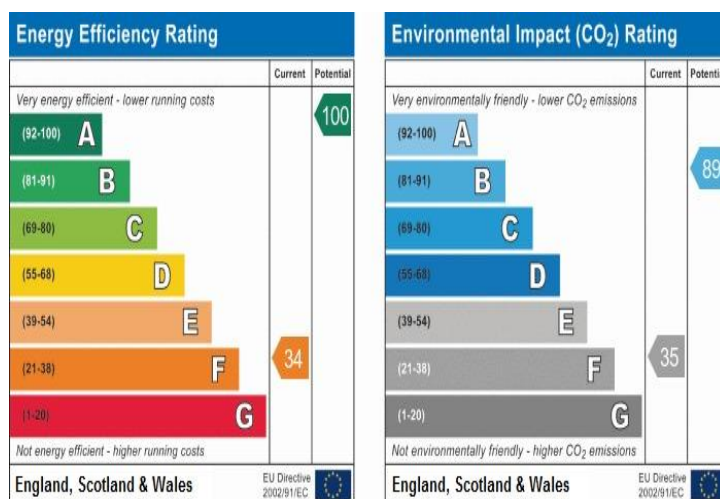 Energy Efficiency Rating
Current Potential
Very energy efficient - lower running costs
(92-100) A
100
(81-91) B
(69-80) C
(55-68) D
(39-54) E
(21-38) F
34
(1-20) G
Not energy efficient - higher running costs
England, Scotland & Wales
EU Directive
2002/91/EC
Environmental Impact (CO₂) Rating
Current Potentia
Very environmentally friendly - lower CO₂ emissions
(92-100) A
(81-91) B
89
(69-80) C
(55-68) D
(39-54) E
35
(21-38) F
(1-20) G
Not environmentally friendly - higher CO₂ emissions
England, Scotland & Wales
EU Directive
2002/91/EC